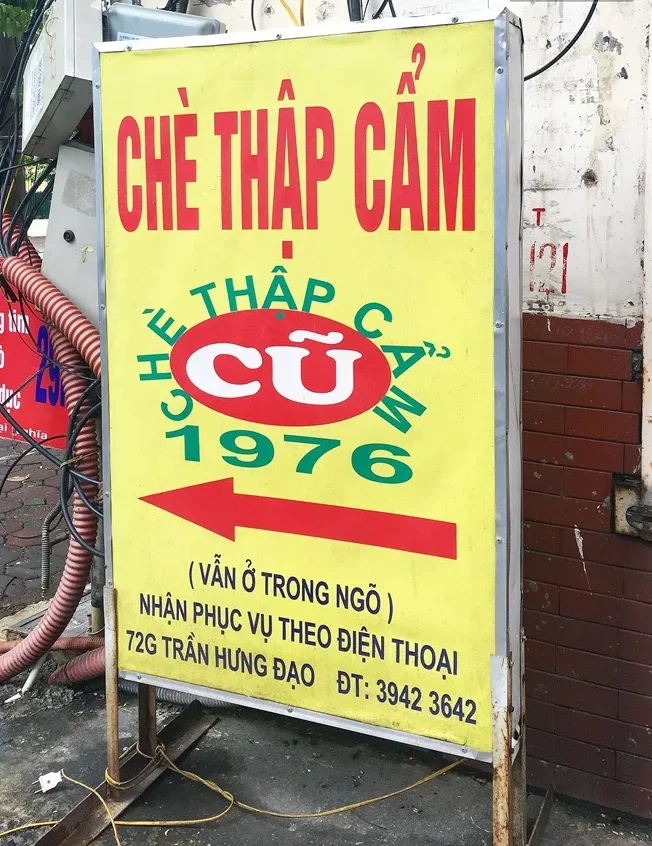 CHÈ THẬP CẨM
CHÈ THẬP CẨM
CŨ
1976
( VẪN Ở TRONG NGÕ )
NHẬN PHỤC VỤ THEO ĐIỆN THOẠI
72G TRẦN HƯNG ĐẠO ĐT: 3942 3642
T
121